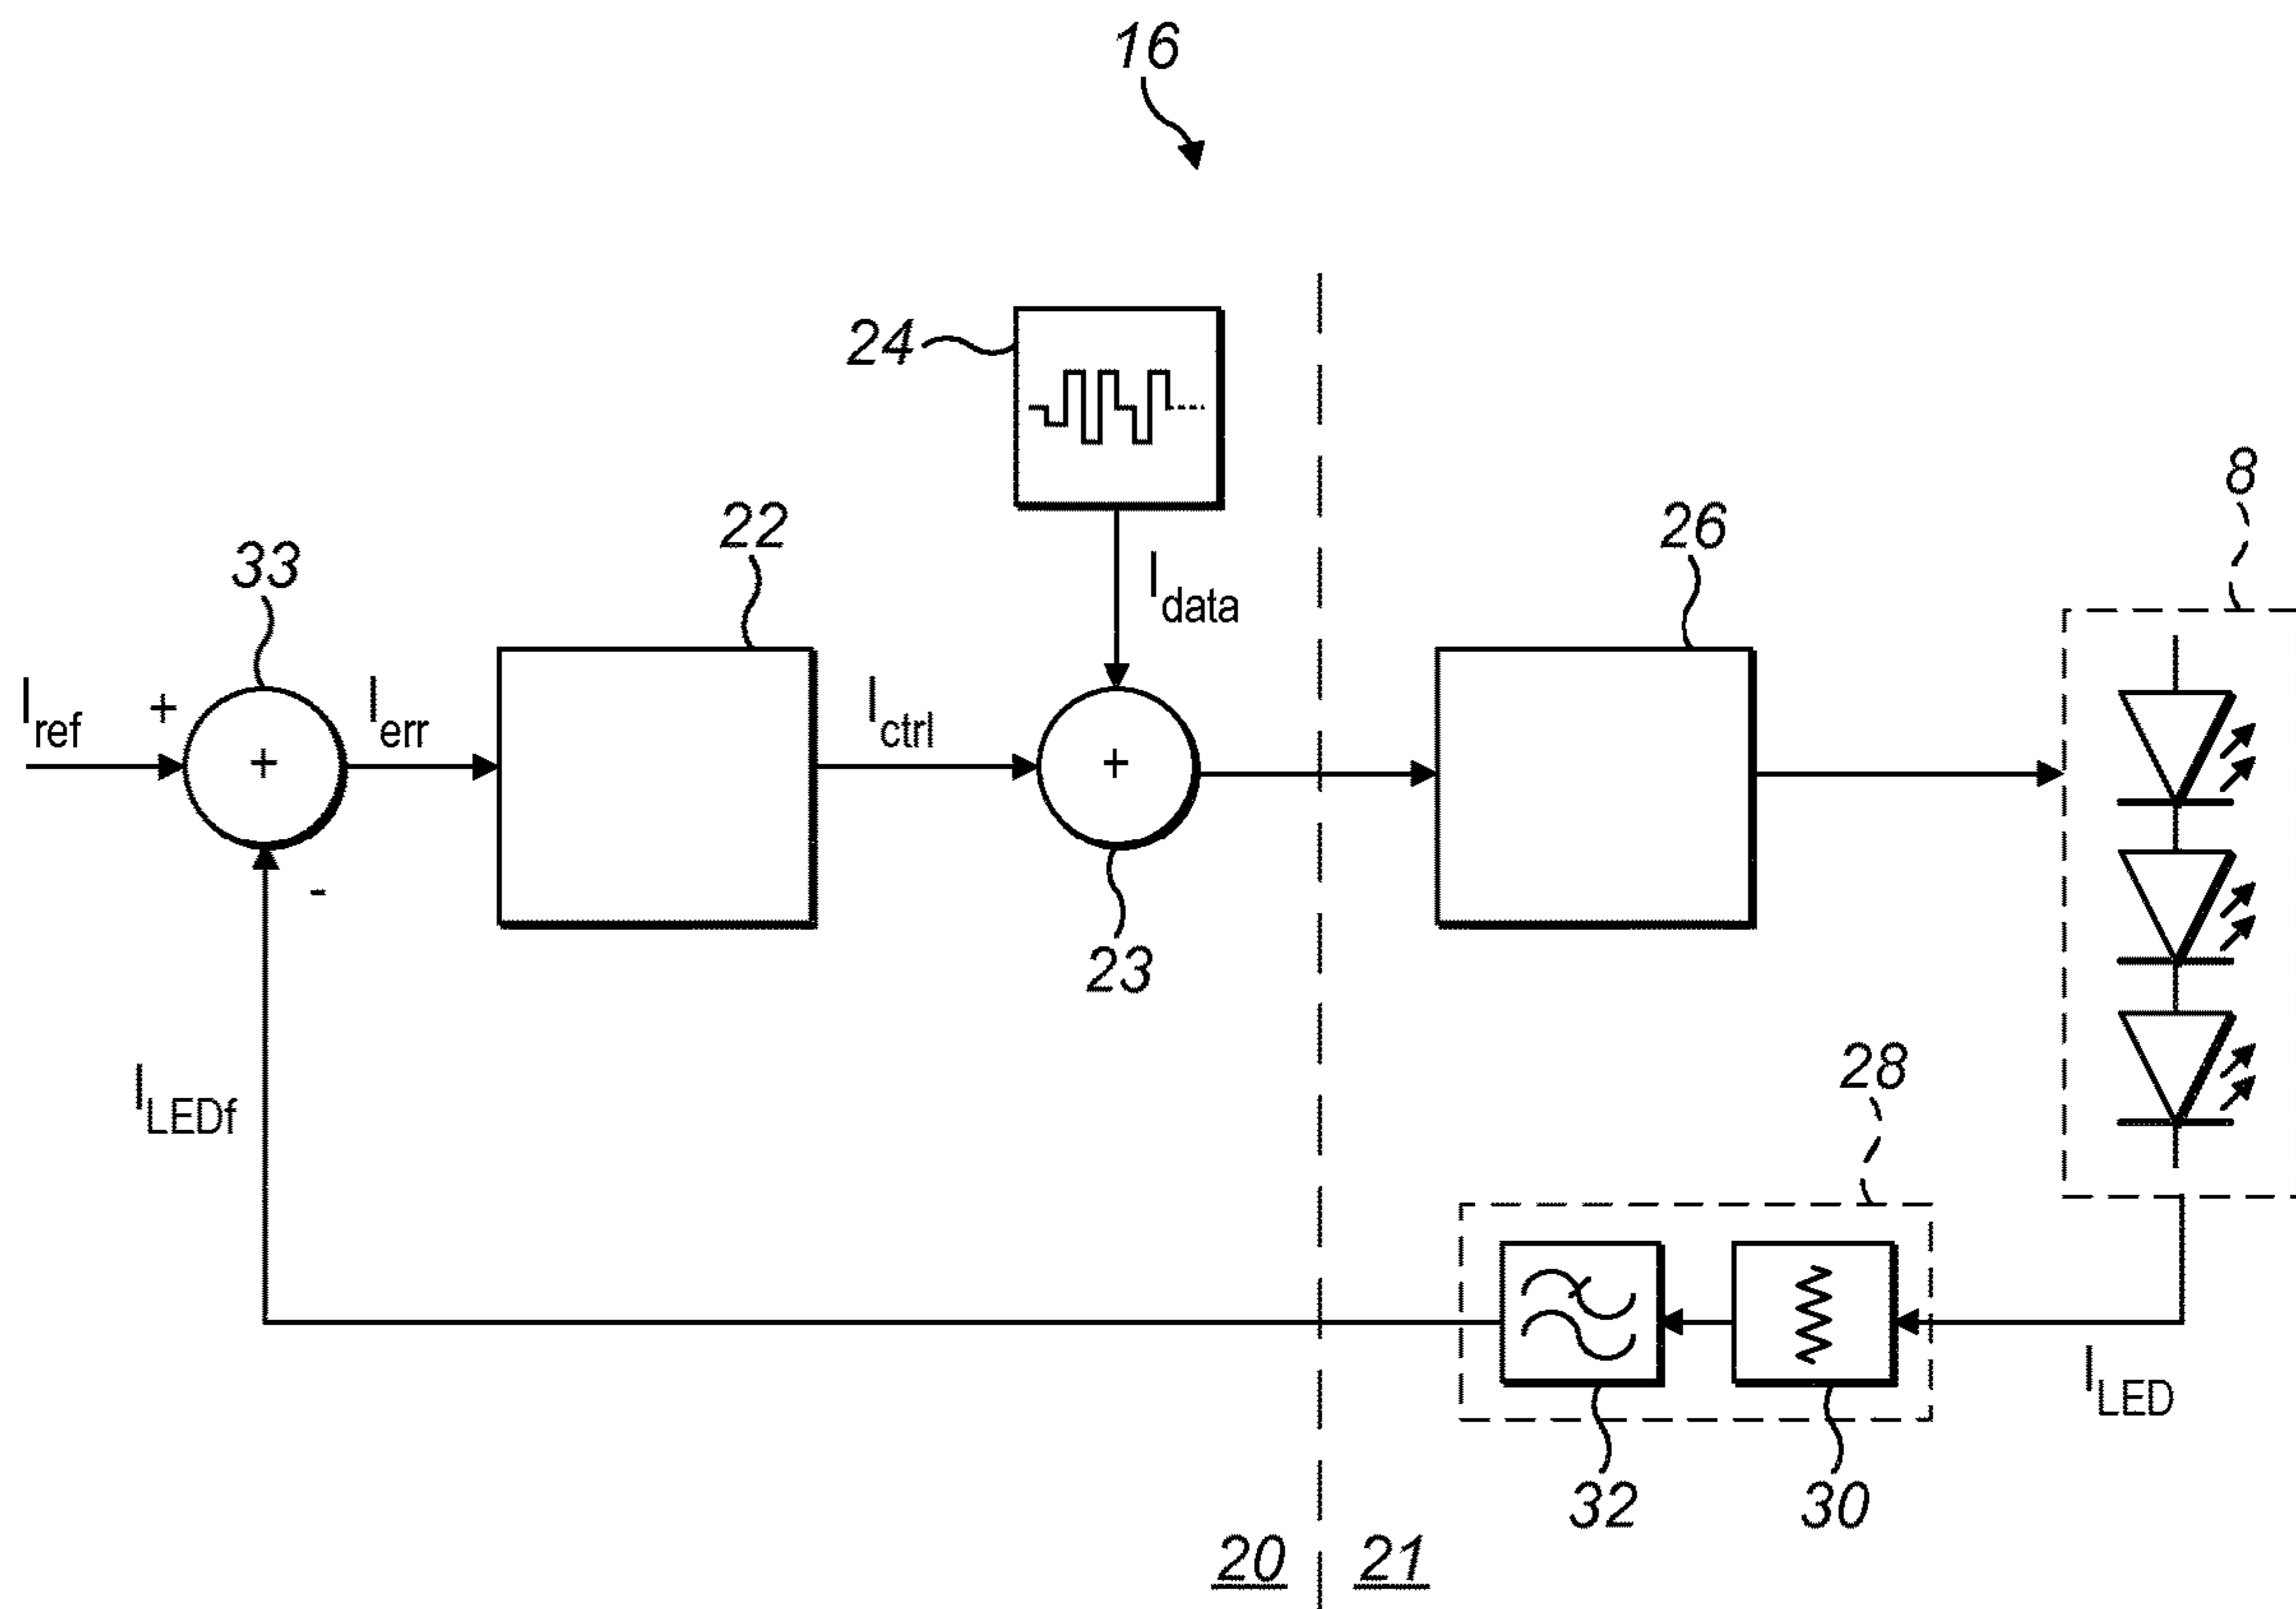 16
24
8
22
26
33
I_data
I_ref
+
I_err
I_ctrl
+
+
-
23
I_LEDf
28
I_LED
32
30
20
21